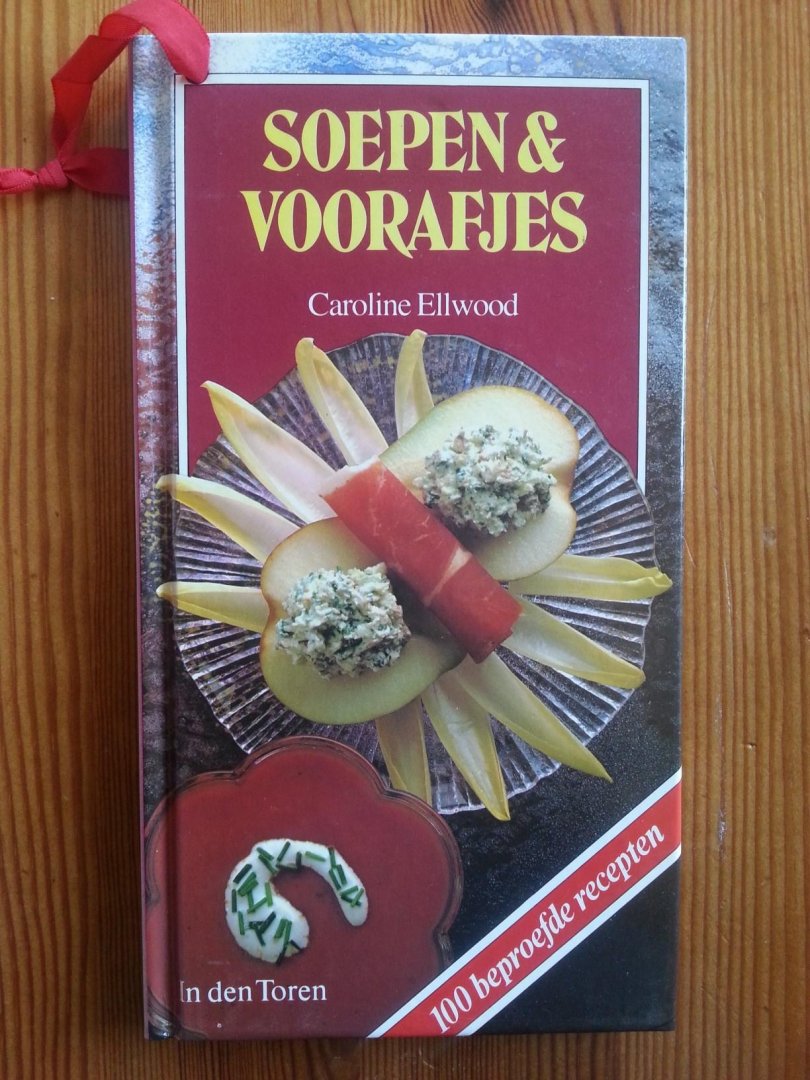 SOEPEN &
VOORAFJES
Caroline Ellwood
100 beproefde recepten
In den Toren